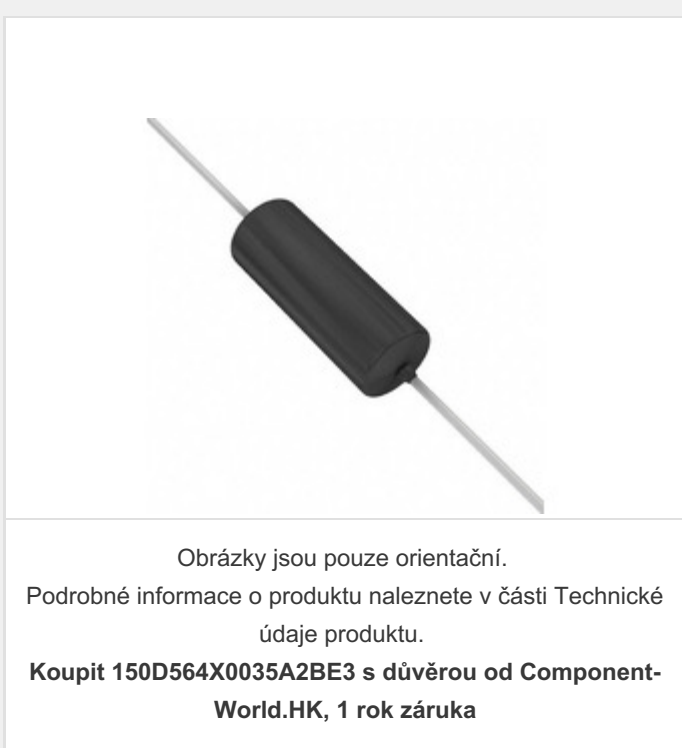 Obrázky jsou pouze orientační.
Podrobné informace o produktu naleznete v části Technické
údaje produktu.
Koupit 150D564X0035A2BE3 s důvěrou od Component-
World.HK, 1 rok záruka